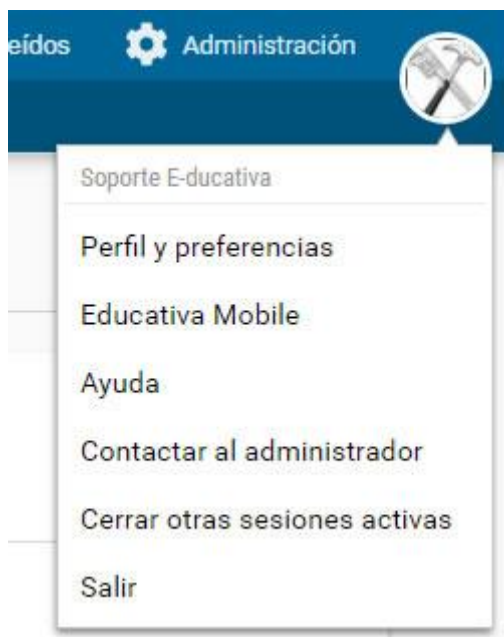 eídos Administración
Soporte E-ducativa
Perfil y preferencias
Educativa Mobile
Ayuda
Contactar al administrador
Cerrar otras sesiones activas
Salir